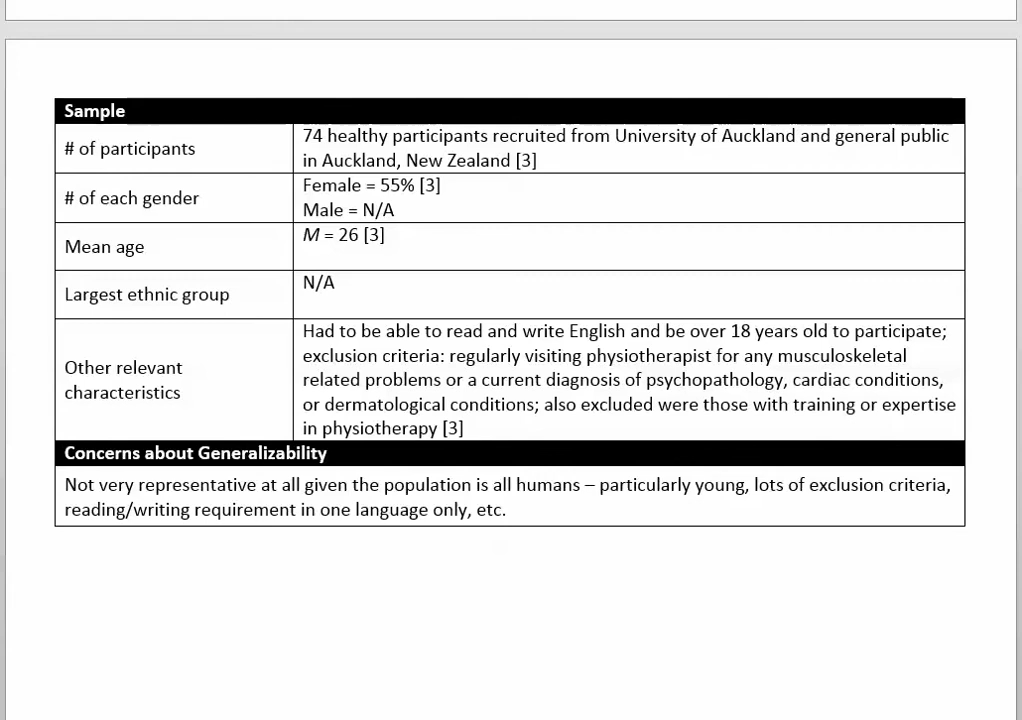 Sample
# of participants
74 healthy participants recruited from University of Auckland and general public
in Auckland, New Zealand [3]
# of each gender
Female = 55% [3]
Male = N/A
Mean age
M = 26 [3]
Largest ethnic group
N/A
Other relevant
characteristics
Had to be able to read and write English and be over 18 years old to participate;
exclusion criteria: regularly visiting physiotherapist for any musculoskeletal
related problems or a current diagnosis of psychopathology, cardiac conditions,
or dermatological conditions; also excluded were those with training or expertise
in physiotherapy [3]
Concerns about Generalizability
Not very representative at all given the population is all humans – particularly young, lots of exclusion criteria,
reading/writing requirement in one language only, etc.